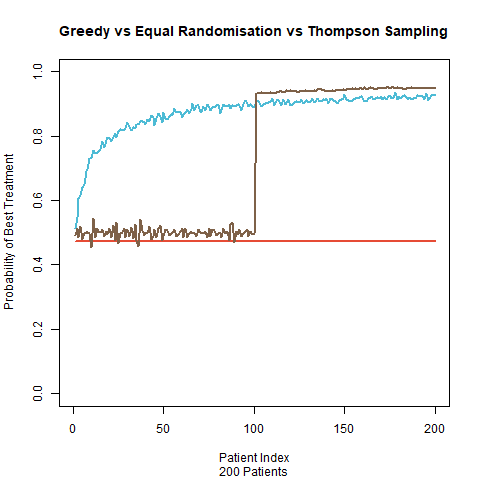 Greedy vs Equal Randomisation vs Thompson Sampling
Probability of Best Treatment
1.0
0.8
0.6
0.4
0.2
0.0
0
50
100
150
200
Patient Index
200 Patients